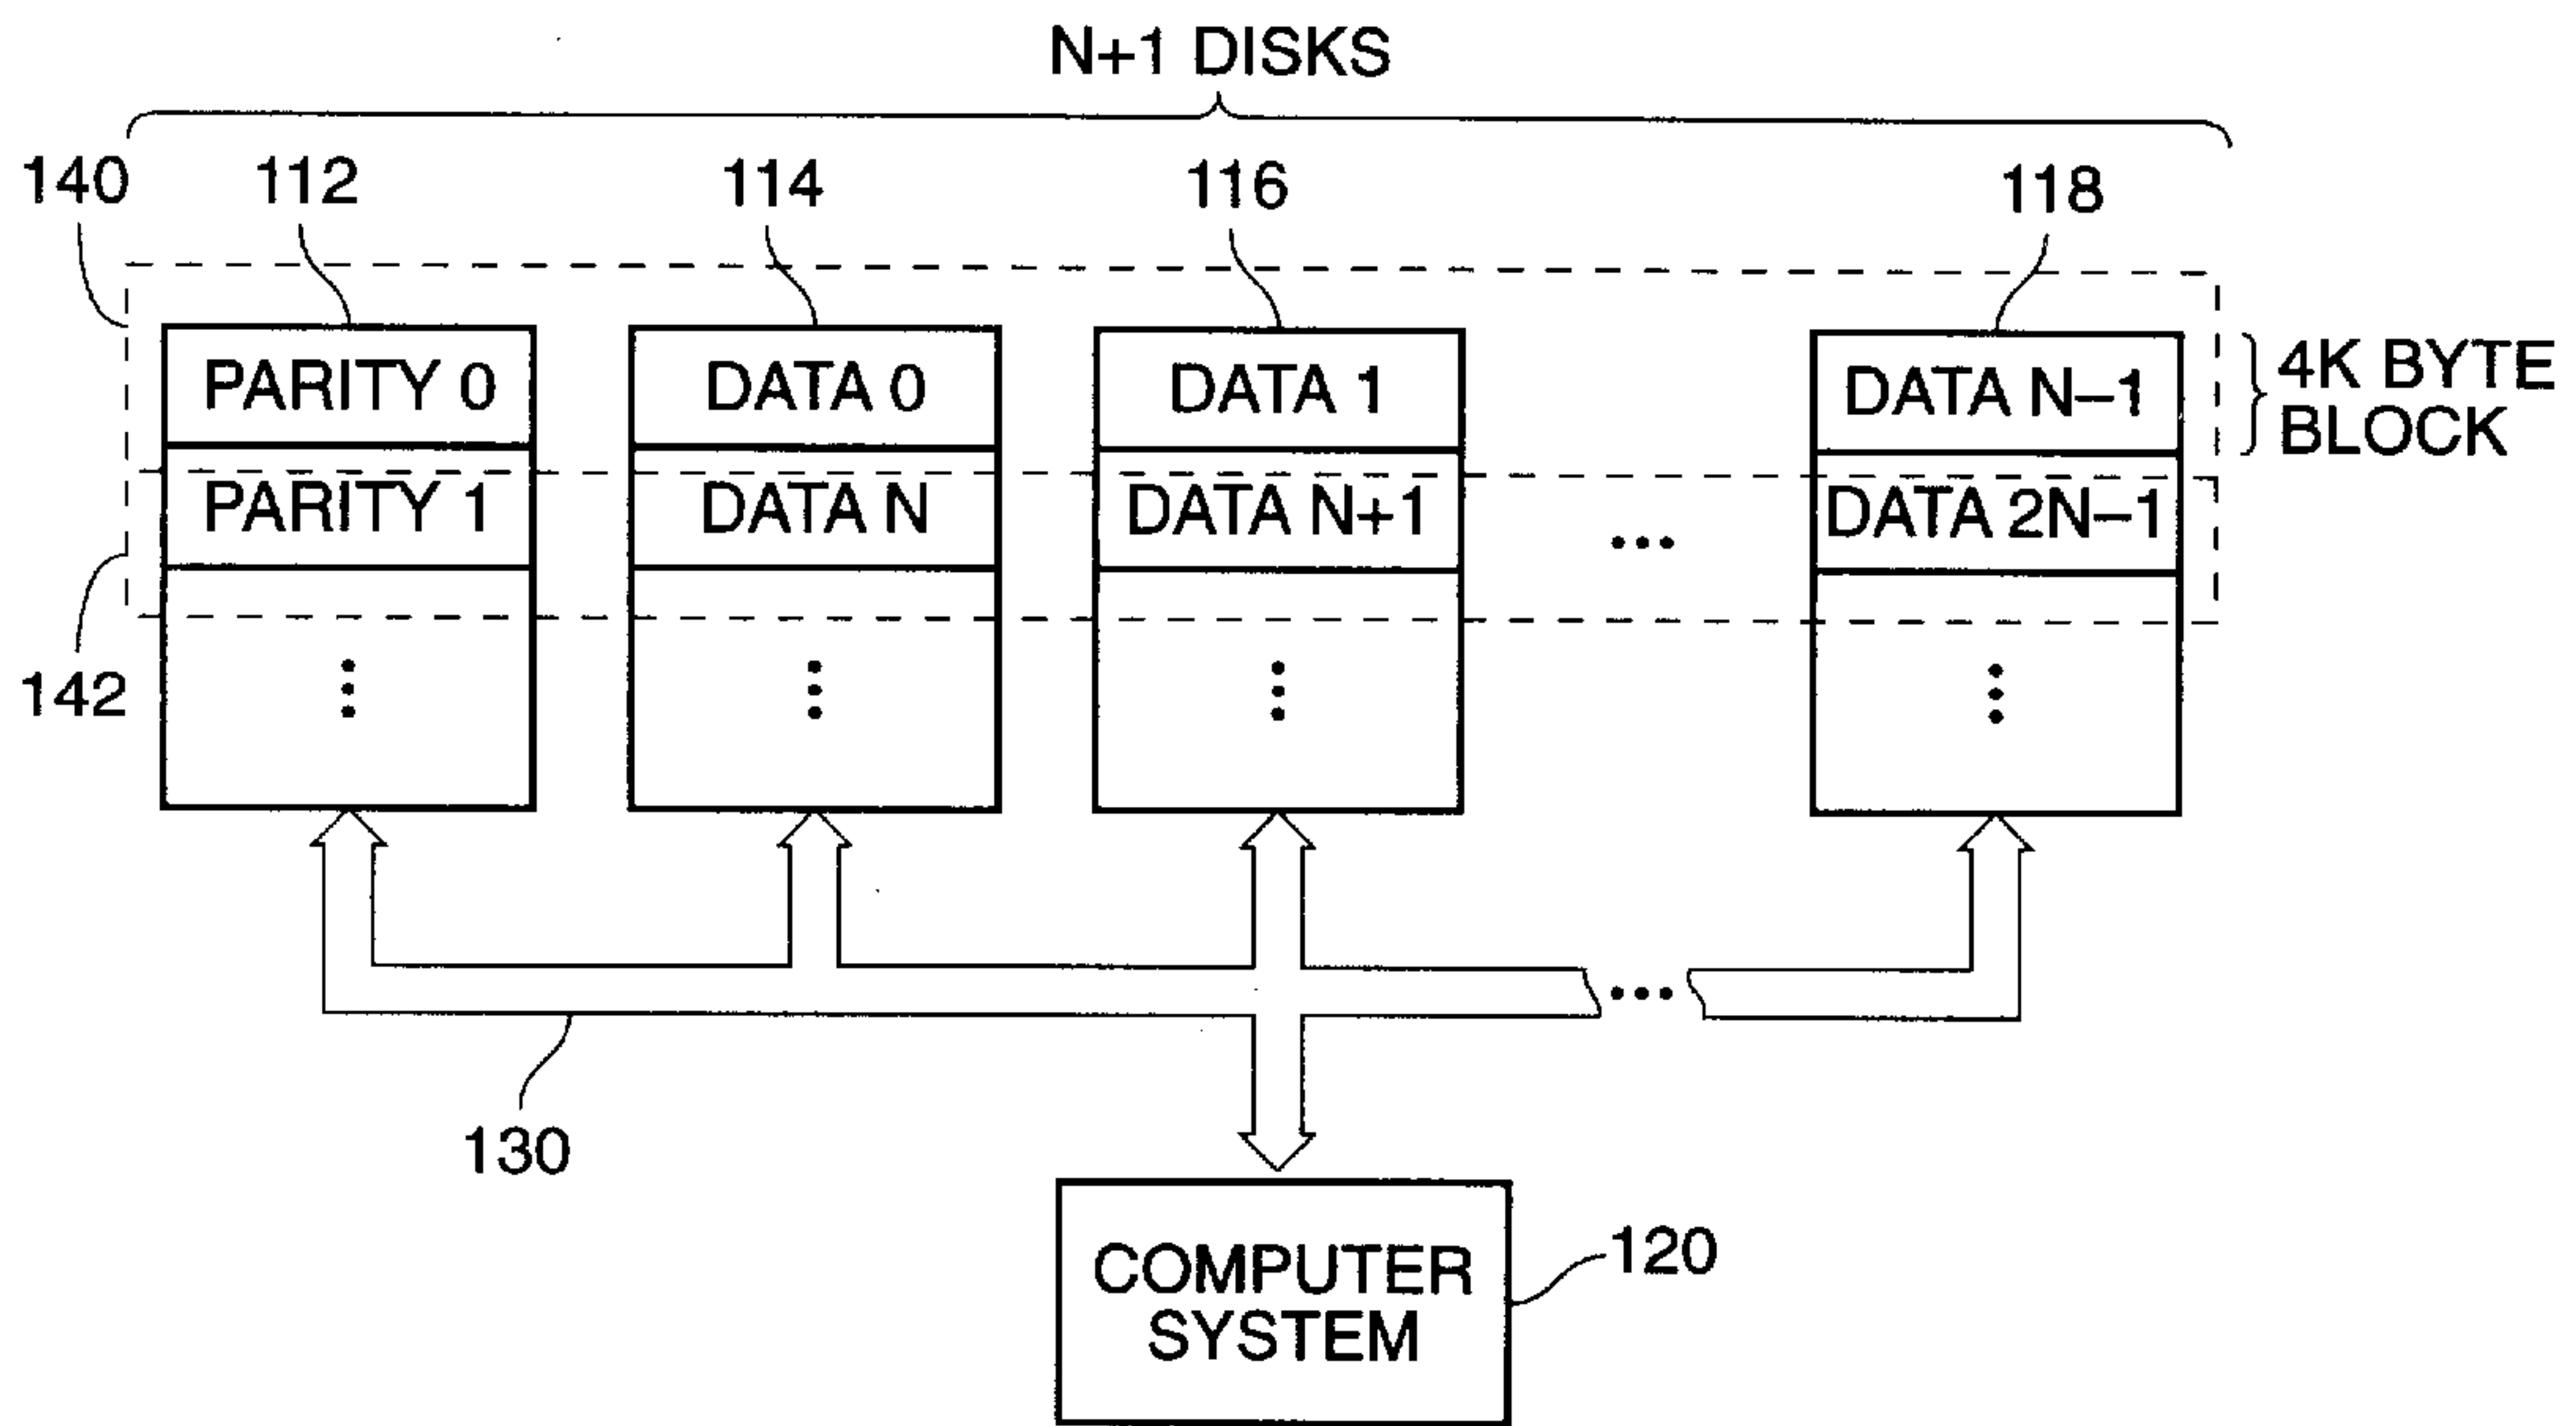 N+1 DISKS
140
112
114
116
118
PARITY 0
DATA 0
DATA 1
DATA N–1
4K BYTE
BLOCK
PARITY 1
DATA N
DATA N+1
...
DATA 2N–1
142
...
130
COMPUTER
SYSTEM
120